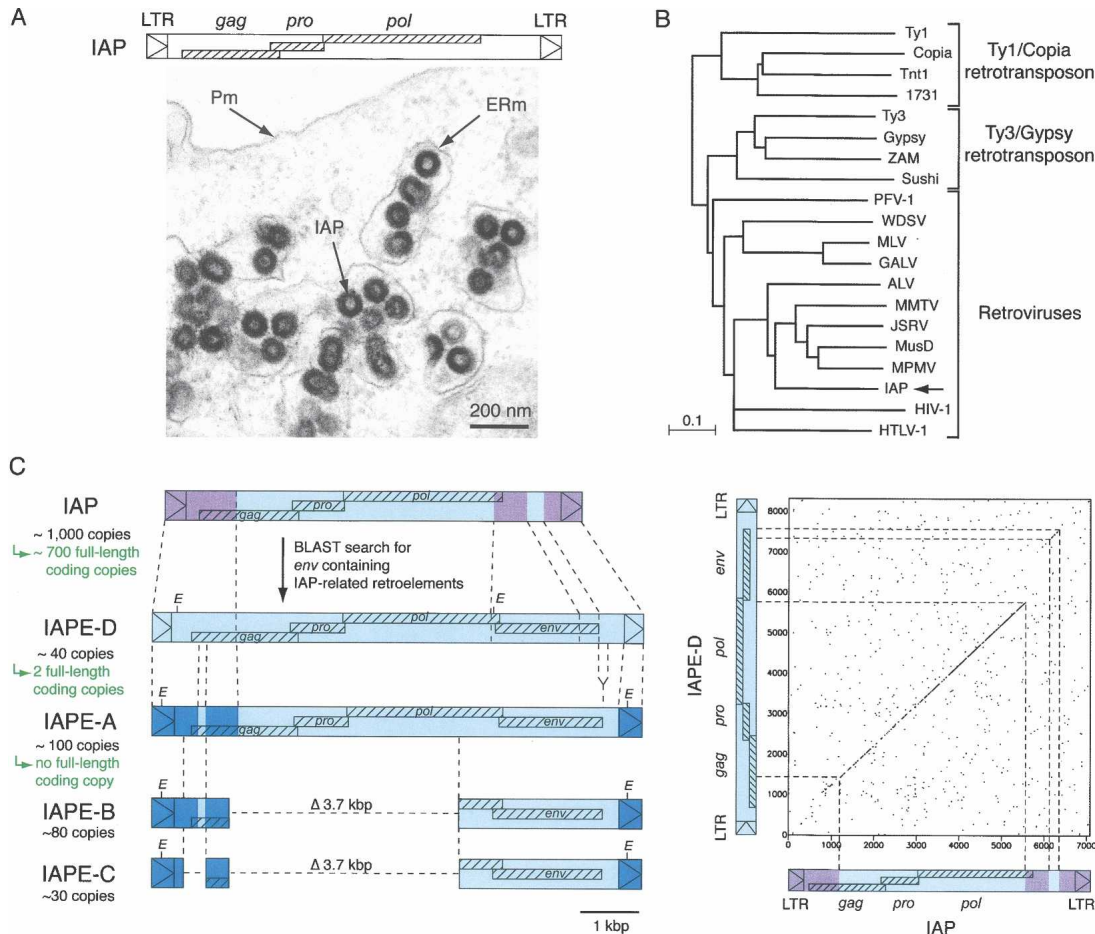 A
LTR gag pro pol LTR
IAP
Pm
ERm
IAP
200 nm
B
Ty1
Copia
Tnt1
1731
Ty3
Gypsy
ZAM
Sushi
PFV-1
WDSV
MLV
GALV
ALV
MMTV
JSRV
MusD
MPMV
IAP
HIV-1
HTLV-1
Ty1/Copia
retrotransposon
Ty3/Gypsy
retrotransposon
Retroviruses
0.1
C
IAP
gag pro pol
~ 1,000 copies
~ 700 full-length
coding copies
BLAST search for
env containing
IAP-related retroelements
E E
IAPE-D
gag pro pol env
~ 40 copies
2 full-length
coding copies
E E
IAPE-A
gag pro pol env
~ 100 copies
no full-length
coding copy
E E
IAPE-B
Δ 3.7 kbp
env
~80 copies
E E
IAPE-C
Δ 3.7 kbp
env
~30 copies
1 kbp
IAPE-D
LTR gag pro pol env LTR
8000
7000
6000
5000
4000
3000
2000
1000
0
0 1000 2000 3000 4000 5000 6000 7000
LTR gag pro pol LTR
IAP